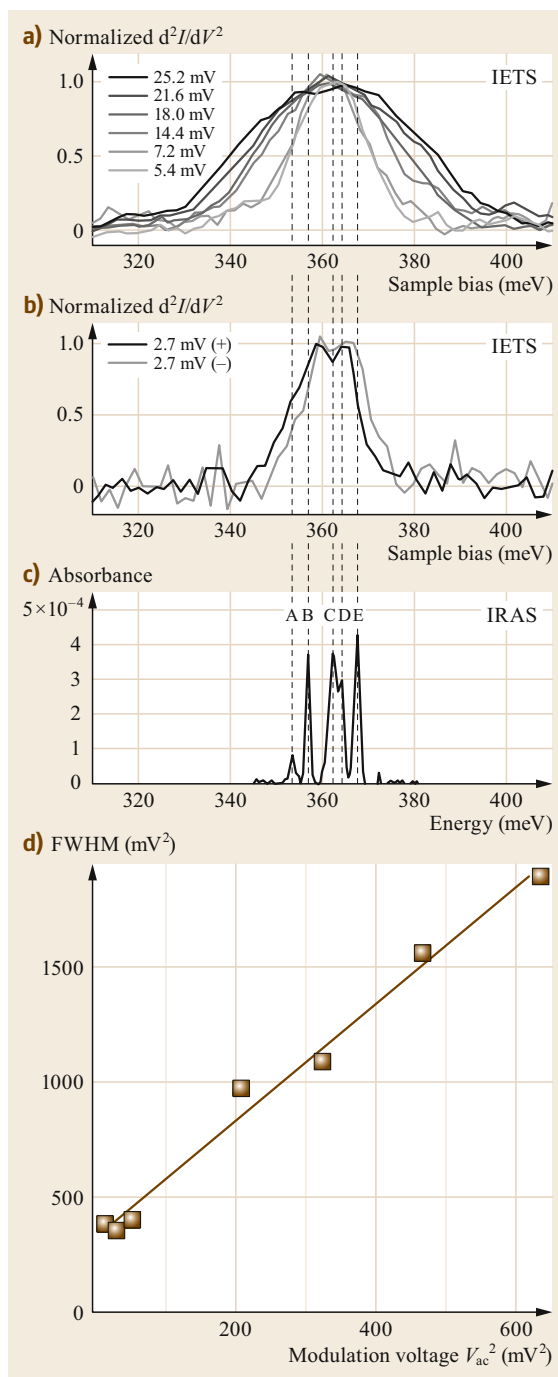 a) Normalized d²I/dV²
1.0
0.5
0
25.2 mV
21.6 mV
18.0 mV
14.4 mV
7.2 mV
5.4 mV
IETS
320 340 360 380 400
Sample bias (meV)
b) Normalized d²I/dV²
1.0
0.5
0
2.7 mV (+)
2.7 mV (–)
IETS
320 340 360 380 400
Sample bias (meV)
c) Absorbance
5×10⁻⁴
4
3
2
1
0
A B C D E
IRAS
320 340 360 380 400
Energy (meV)
d) FWHM (mV²)
1500
1000
500
0
200 400 600
Modulation voltage Vac² (mV²)